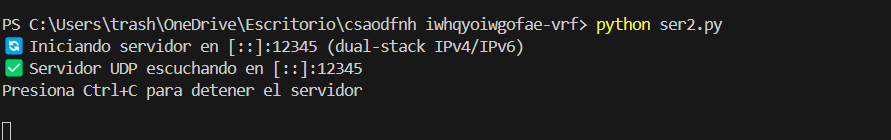 PS C:\Users\trash\OneDrive\Escritorio\csaodfnh iwhqyoiwgofae-vrf> python ser2.py
🔄 Iniciando servidor en [::]:12345 (dual-stack IPv4/IPv6)
✅ Servidor UDP escuchando en [::]:12345
Presiona Ctrl+C para detener el servidor